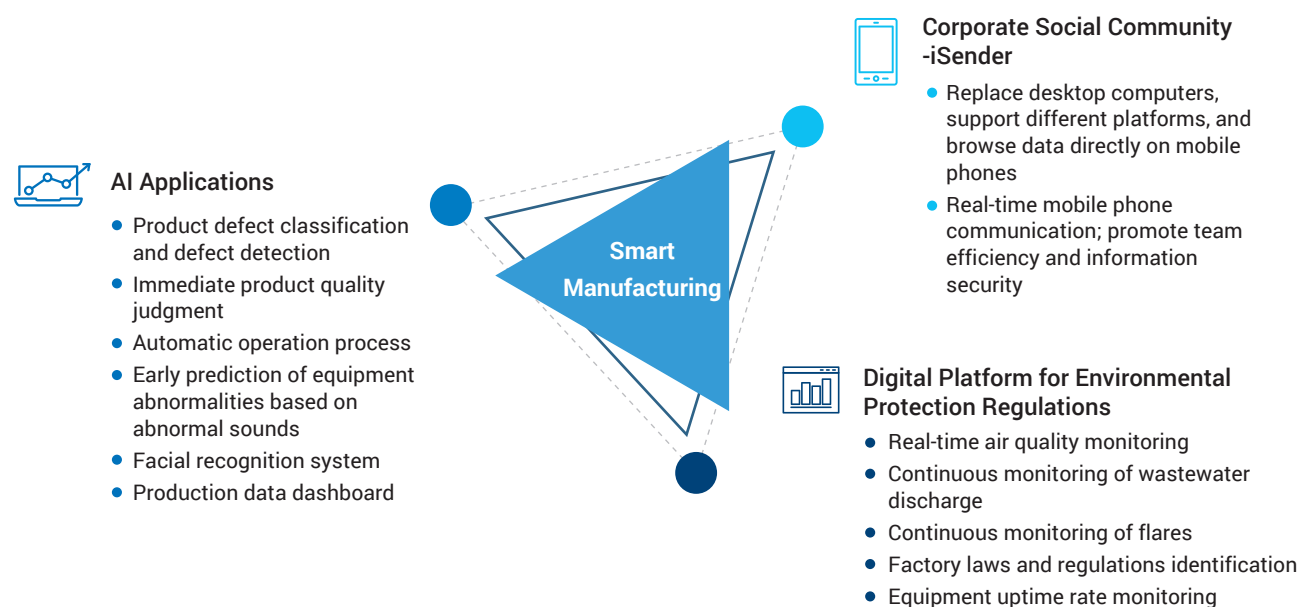 AI Applications
Product defect classification
and defect detection
Immediate product quality
judgment
Automatic operation process
Early prediction of equipment
abnormalities based on
abnormal sounds
Facial recognition system
Production data dashboard
Smart
Manufacturing
Corporate Social Community
-iSender
Replace desktop computers,
support different platforms, and
browse data directly on mobile
phones
Real-time mobile phone
communication; promote team
efficiency and information
security
Digital Platform for Environmental
Protection Regulations
Real-time air quality monitoring
Continuous monitoring of wastewater
discharge
Continuous monitoring of flares
Factory laws and regulations identification
Equipment uptime rate monitoring